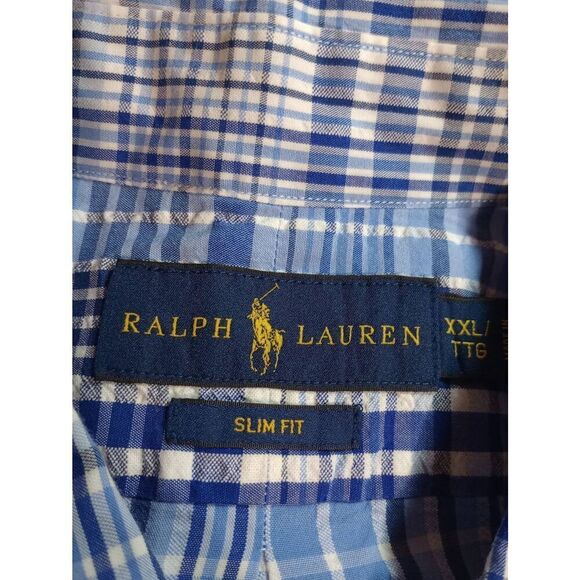 RALPH LAUREN
XXL/
TTG
SLIM FIT